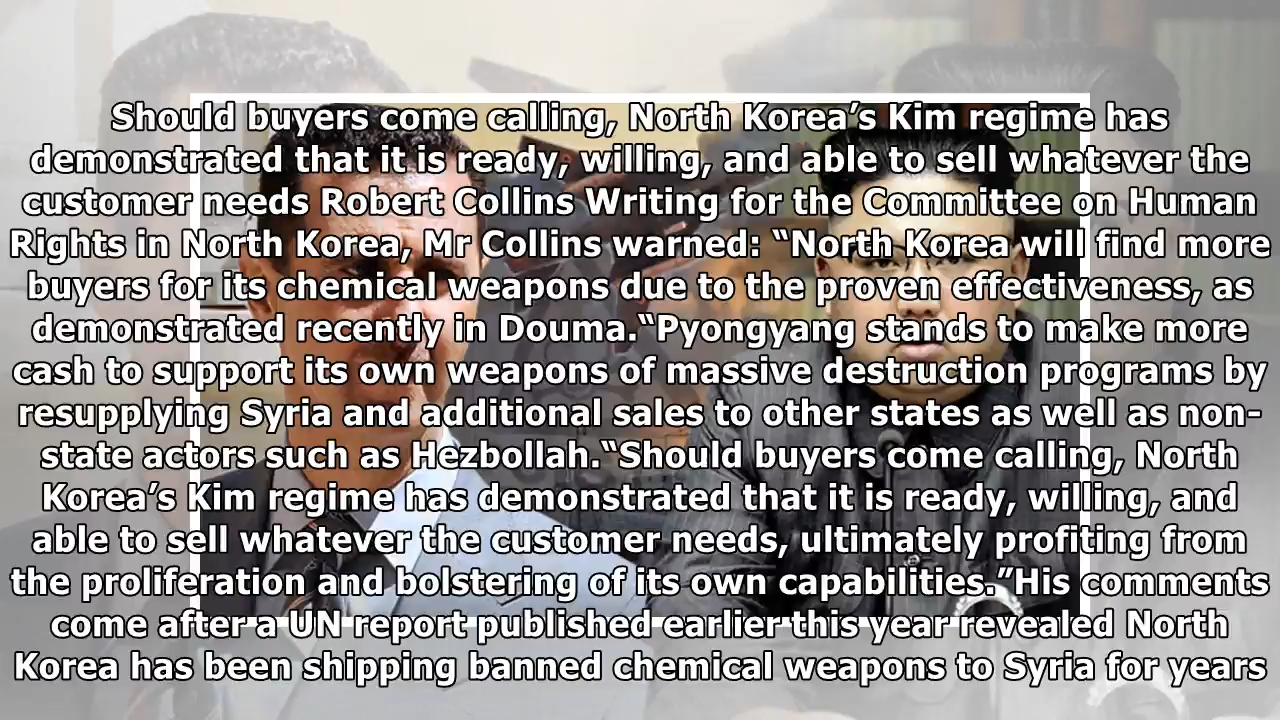 Should buyers come calling, North Korea’s Kim regime has
demonstrated that it is ready, willing, and able to sell whatever the
customer needs Robert Collins Writing for the Committee on Human
Rights in North Korea, Mr Collins warned: “North Korea will find more
buyers for its chemical weapons due to the proven effectiveness, as
demonstrated recently in Douma.“Pyongyang stands to make more
cash to support its own weapons of massive destruction programs by
resupplying Syria and additional sales to other states as well as non-
state actors such as Hezbollah.“Should buyers come calling, North
Korea’s Kim regime has demonstrated that it is ready, willing, and
able to sell whatever the customer needs, ultimately profiting from
the proliferation and bolstering of its own capabilities.”His comments
come after a UN report published earlier this year revealed North
Korea has been shipping banned chemical weapons to Syria for years